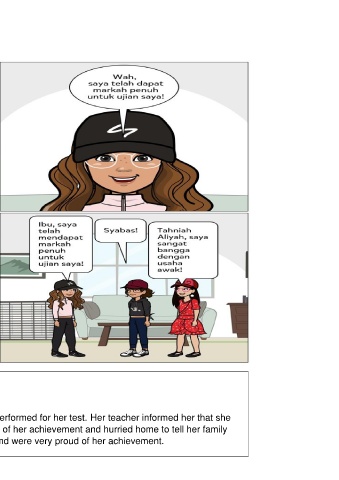 Wah,
saya telah dapat
markah penuh
untuk ujian saya!
Ibu, saya
telah
mendapat
markah
penuh
untuk
ujian saya!
Syabas!
Tahniah
Aliyah, saya
sangat
bangga
dengan
usaha
awak!
erformed for her test. Her teacher informed her that she
of her achievement and hurried home to tell her family
nd were very proud of her achievement.